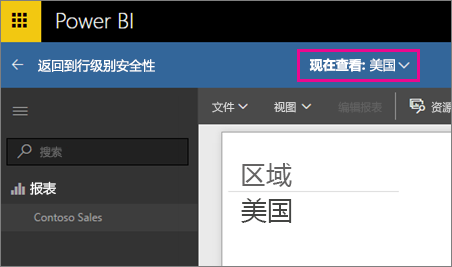 Power BI
返回到行级别安全性
现在查看: 美国
文件
视图
编辑报表
资源
搜索
报表
Contoso Sales
区域
美国